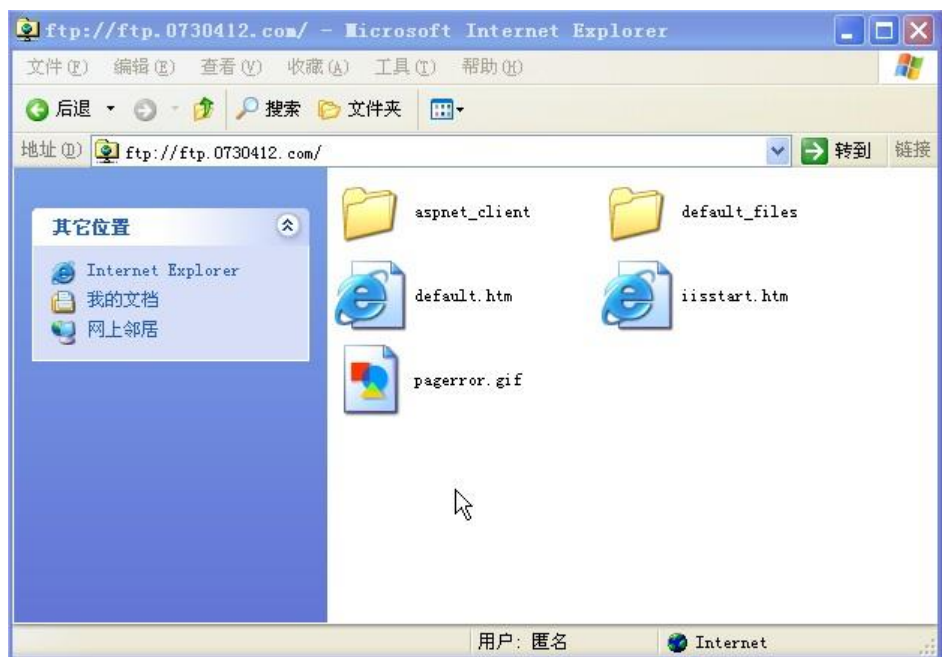 ftp://ftp.0730412.com/ - Microsoft Internet Explorer
文件(F) 编辑(E) 查看(V) 收藏(A) 工具(T) 帮助(H)
后退 搜索 文件夹
地址(D) ftp://ftp.0730412.com/ 转到 链接
其它位置
Internet Explorer
我的文档
网上邻居
aspnet_client default_files
default.htm iisstart.htm
pagerror.gif
用户: 匿名 Internet